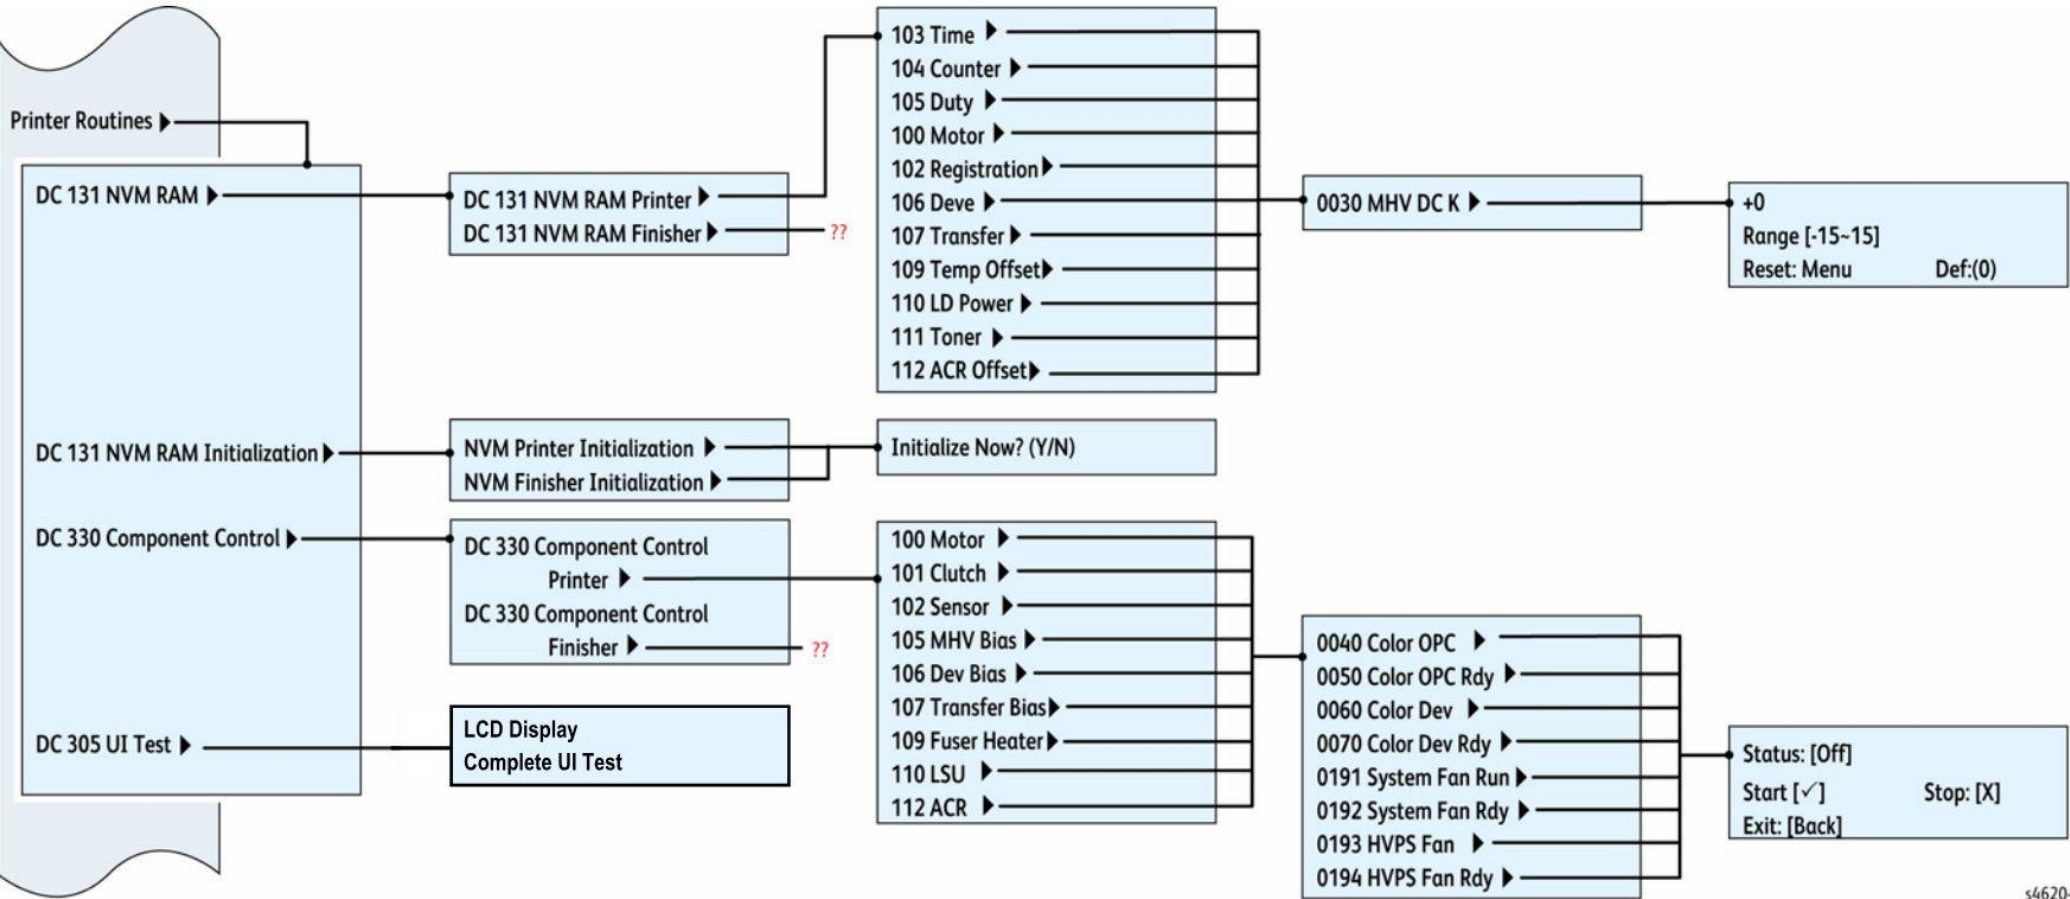 Printer Routines
DC 131 NVM RAM
DC 131 NVM RAM Initialization
DC 330 Component Control
DC 305 UI Test
DC 131 NVM RAM Printer
DC 131 NVM RAM Finisher
??
NVM Printer Initialization
NVM Finisher Initialization
DC 330 Component Control
Printer
DC 330 Component Control
Finisher
??
LCD Display
Complete UI Test
103 Time
104 Counter
105 Duty
100 Motor
102 Registration
106 Deve
107 Transfer
109 Temp Offset
110 LD Power
111 Toner
112 ACR Offset
Initialize Now? (Y/N)
100 Motor
101 Clutch
102 Sensor
105 MHV Bias
106 Dev Bias
107 Transfer Bias
109 Fuser Heater
110 LSU
112 ACR
0030 MHV DC K
0040 Color OPC
0050 Color OPC Rdy
0060 Color Dev
0070 Color Dev Rdy
0191 System Fan Run
0192 System Fan Rdy
0193 HVPS Fan
0194 HVPS Fan Rdy
+0
Range [-15~15]
Reset: Menu Def:(0)
Status: [Off]
Start [✓] Stop: [X]
Exit: [Back]
s4620-